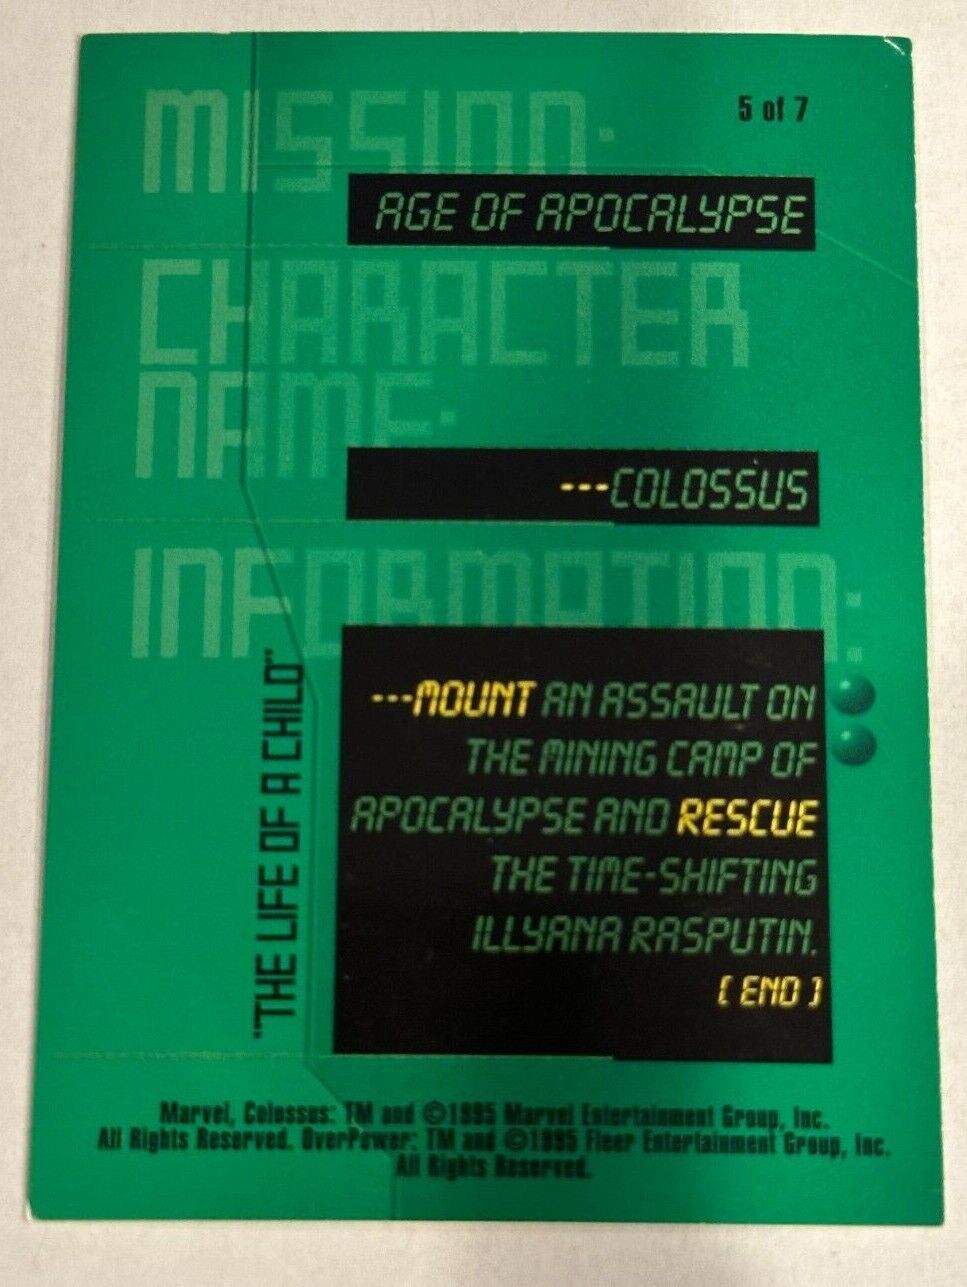 5 of 7
MISSION:
AGE OF APOCALYPSE
CHARACTER
NAME:
---COLOSSUS
INFORMATION:
"THE LIFE OF A CHILD"
---MOUNT AN ASSAULT ON
THE MINING CAMP OF
APOCALYPSE AND RESCUE
THE TIME-SHIFTING
ILLYANA RASPUTIN.
[ END ]
Marvel, Colossus: TM and ©1995 Marvel Entertainment Group, Inc.
All Rights Reserved. OverPower: TM and ©1995 Fleer Entertainment Group, Inc.
All Rights Reserved.